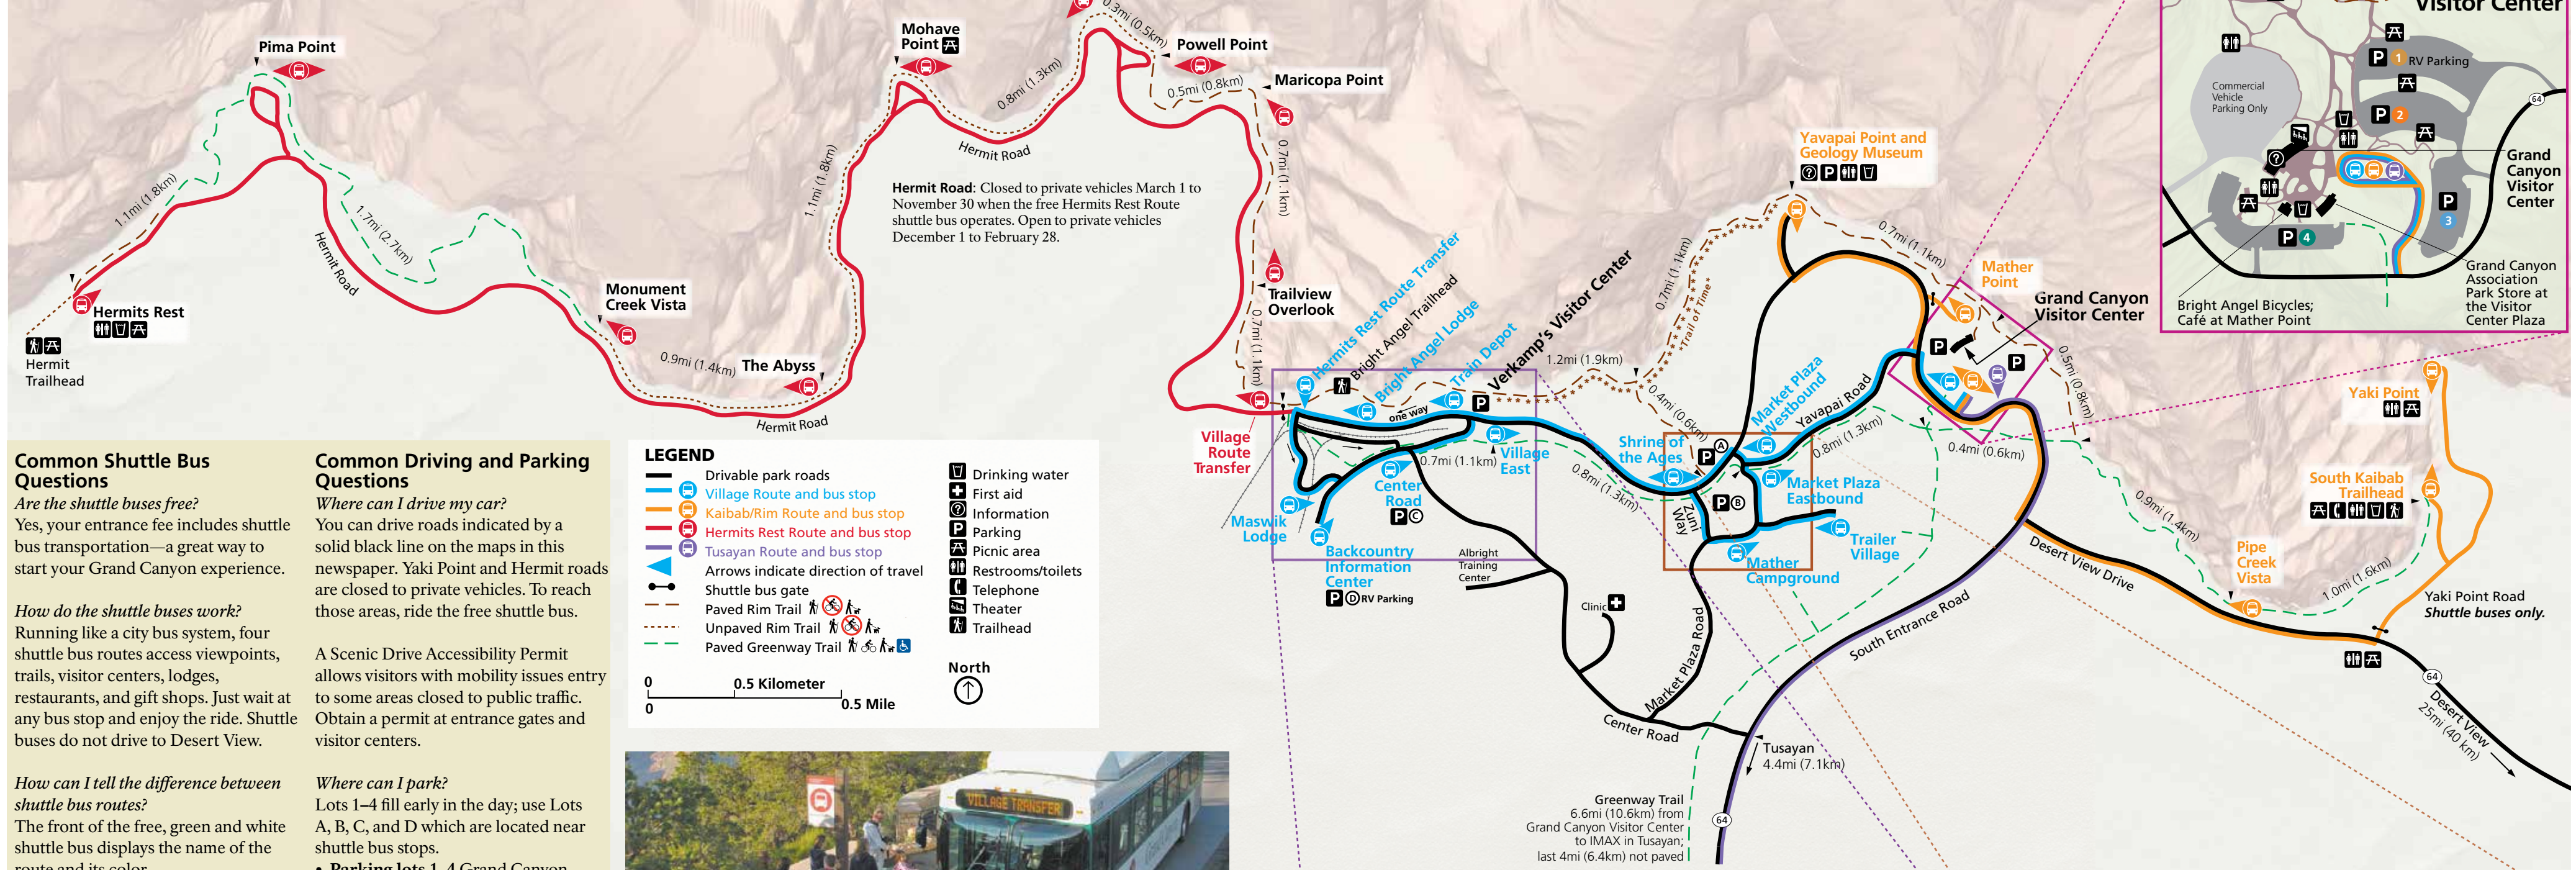 Pima Point
Mohave
Point
0.3mi (0.5km)
Powell Point
0.8mi (1.3km)
0.5mi (0.8km)
Maricopa Point
Hermit Road
1.1mi (1.8km)
1.7mi (2.7km)
Hermit Road
1.1mi (1.8km)
Hermit Road: Closed to private vehicles March 1 to
November 30 when the free Hermits Rest Route
shuttle bus operates. Open to private vehicles
December 1 to February 28.
0.7mi (1.1km)
Hermits Rest
Hermit
Trailhead
Monument
Creek Vista
0.9mi (1.4km)
The Abyss
Hermit Road
Trailview
Overlook
0.7mi (1.1km)
Village
Route
Transfer
Hermits Rest Route Transfer
Bright Angel Trailhead
Bright Angel Lodge
Train Depot
Verkamp's Visitor Center
P
one way
1.2mi (1.9km)
0.7mi (1.1km)
"Trail of Time"
0.4mi (0.6km)
Yavapai Point and
Geology Museum
? P
0.7mi (1.1km)
Mather
Point
Grand Canyon
Visitor Center
P
P
0.5mi (0.8km)
Market Plaza
Westbound
Yavapai Road
0.8mi (1.3km)
0.4mi (0.6km)
Shrine of
the Ages
P A
P B
Zuni
Way
Market Plaza
Eastbound
Trailer
Village
Mather
Campground
Village
East
0.7mi (1.1km)
0.8mi (1.3km)
Center
Road
P C
Maswik
Lodge
Backcountry
Information
Center
P D RV Parking
Albright
Training
Center
Clinic
Market Plaza Road
Center Road
South Entrance Road
Tusayan
4.4mi (7.1km)
64
Greenway Trail
6.6mi (10.6km) from
Grand Canyon Visitor Center
to IMAX in Tusayan;
last 4mi (6.4km) not paved
Desert View Drive
0.9mi (1.4km)
Pipe
Creek
Vista
1.0mi (1.6km)
Yaki Point
South Kaibab
Trailhead
Yaki Point Road
Shuttle buses only.
64
Desert View
25mi (40 km)
Visitor Center
P 1 RV Parking
Commercial
Vehicle
Parking Only
P 2
64
?
Grand
Canyon
Visitor
Center
P
3
P 4
Grand Canyon
Association
Park Store at
the Visitor
Center Plaza
Bright Angel Bicycles;
Café at Mather Point
Common Shuttle Bus
Questions
Are the shuttle buses free?
Yes, your entrance fee includes shuttle
bus transportation—a great way to
start your Grand Canyon experience.
How do the shuttle buses work?
Running like a city bus system, four
shuttle bus routes access viewpoints,
trails, visitor centers, lodges,
restaurants, and gift shops. Just wait at
any bus stop and enjoy the ride. Shuttle
buses do not drive to Desert View.
How can I tell the difference between
shuttle bus routes?
The front of the free, green and white
shuttle bus displays the name of the
route and its color.
Common Driving and Parking
Questions
Where can I drive my car?
You can drive roads indicated by a
solid black line on the maps in this
newspaper. Yaki Point and Hermit roads
are closed to private vehicles. To reach
those areas, ride the free shuttle bus.
A Scenic Drive Accessibility Permit
allows visitors with mobility issues entry
to some areas closed to public traffic.
Obtain a permit at entrance gates and
visitor centers.
Where can I park?
Lots 1–4 fill early in the day; use Lots
A, B, C, and D which are located near
shuttle bus stops.
• Parking lots 1–4 Grand Canyon
LEGEND
Drivable park roads
Village Route and bus stop
Kaibab/Rim Route and bus stop
Hermits Rest Route and bus stop
Tusayan Route and bus stop
Arrows indicate direction of travel
Shuttle bus gate
Paved Rim Trail
Unpaved Rim Trail
Paved Greenway Trail
Drinking water
First aid
? Information
P Parking
Picnic area
Restrooms/toilets
Telephone
Theater
Trailhead
0 0.5 Kilometer
0 0.5 Mile
North
VILLAGE TRANSFER